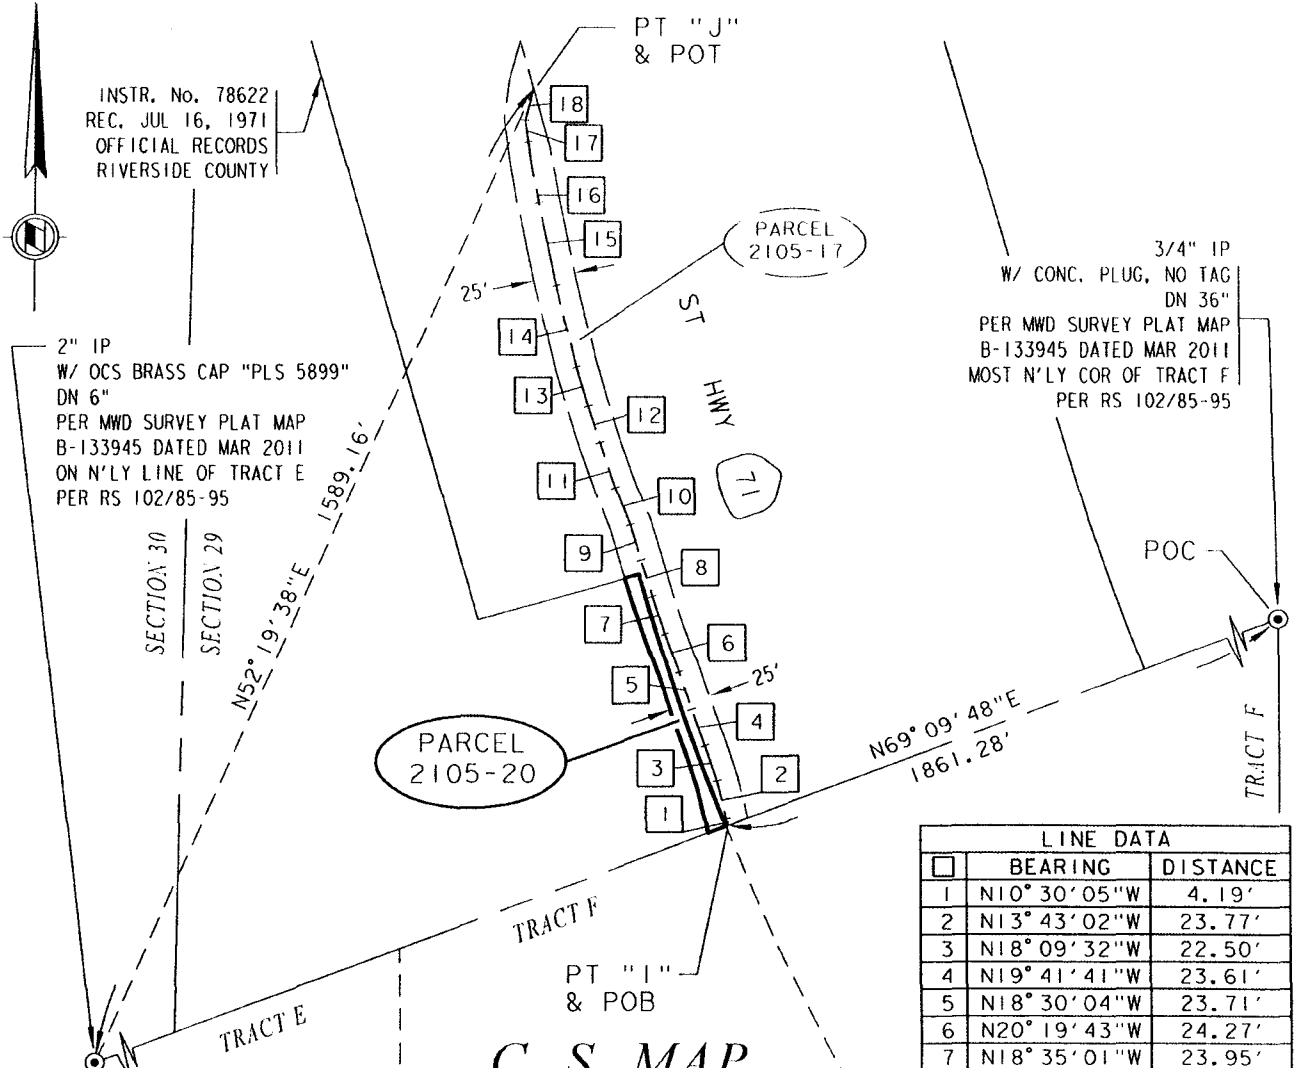 PT "J"
& POT
INSTR. No. 78622
REC. JUL 16, 1971
OFFICIAL RECORDS
RIVERSIDE COUNTY
18
17
16
15
PARCEL
2105-17
25'
ST HWY
71
14
13
12
11
10
9
8
7
6
5
4
3
2
1
3/4" IP
W/ CONC. PLUG, NO TAG
DN 36"
PER MWD SURVEY PLAT MAP
B-133945 DATED MAR 2011
MOST N'LY COR OF TRACT F
PER RS 102/85-95
2" IP
W/ OCS BRASS CAP "PLS 5899"
DN 6"
PER MWD SURVEY PLAT MAP
B-133945 DATED MAR 2011
ON N'LY LINE OF TRACT E
PER RS 102/85-95
1589.16'
N52°19'38"E
SECTION 30
SECTION 29
POC
25'
PARCEL
2105-20
N69°09'48"E
1861.28'
TRACT F
TRACT F
TRACT E
PT "I"
& POB
C. S. MAP
LINE DATA
BEARING DISTANCE
1 N10°30'05"W 4.19'
2 N13°43'02"W 23.77'
3 N18°09'32"W 22.50'
4 N19°41'41"W 23.61'
5 N18°30'04"W 23.71'
6 N20°19'43"W 24.27'
7 N18°35'01"W 23.95'